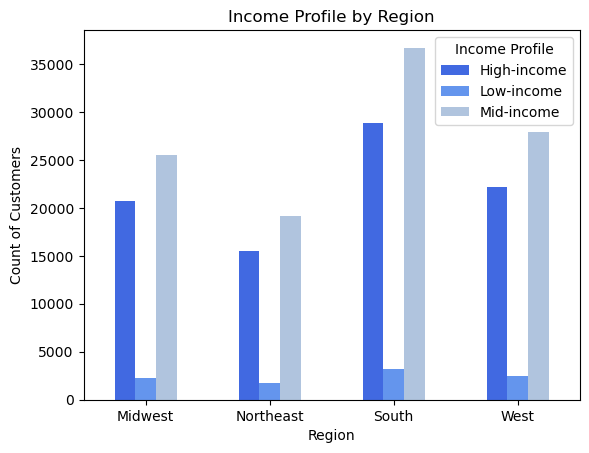 Income Profile by Region
Income Profile
High-income
Low-income
Mid-income
Count of Customers
35000
30000
25000
20000
15000
10000
5000
0
Midwest
Northeast
South
West
Region